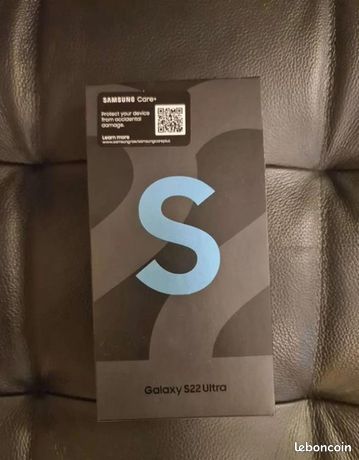 SAMSUNG Care+
Protect your device
from accidental
damage.
Learn more
S
Galaxy S22 Ultra
leboncoin